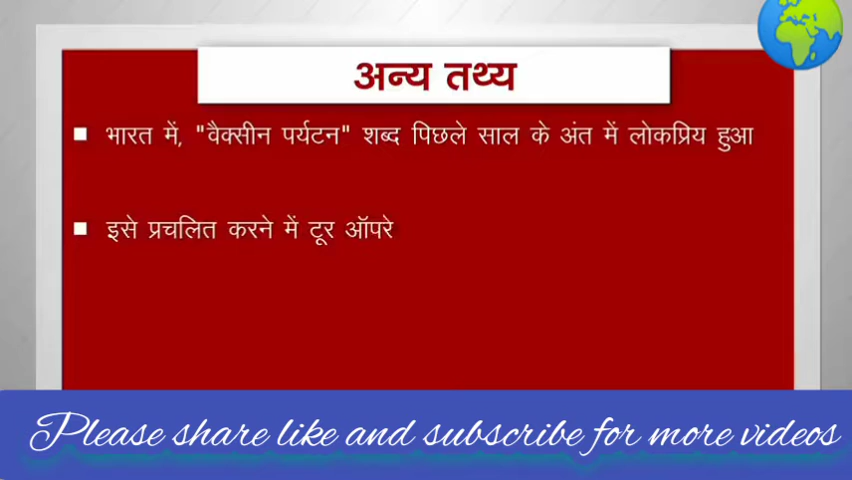 अन्य तथ्य
भारत में, "वैक्सीन पर्यटन" शब्द पिछले साल के अंत में लोकप्रिय हुआ
इसे प्रचलित करने में टूर ऑपरे
Please share like and subscribe for more videos